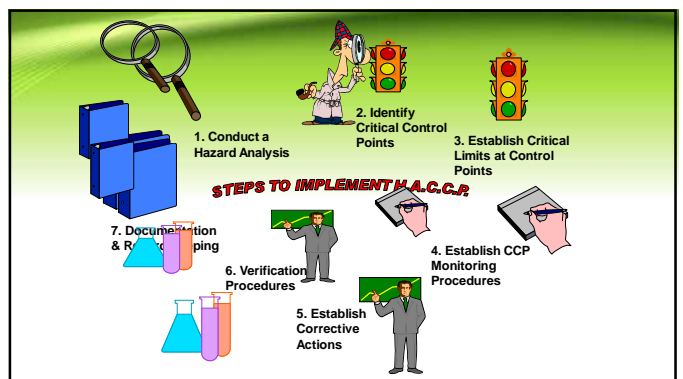 1. Conduct a
Hazard Analysis
2. Identify
Critical Control
Points
3. Establish Critical
Limits at Control
Points
STEPS TO IMPLEMENT H.A.C.C.P.
4. Establish CCP
Monitoring
Procedures
5. Establish
Corrective
Actions
6. Verification
Procedures
7.
&